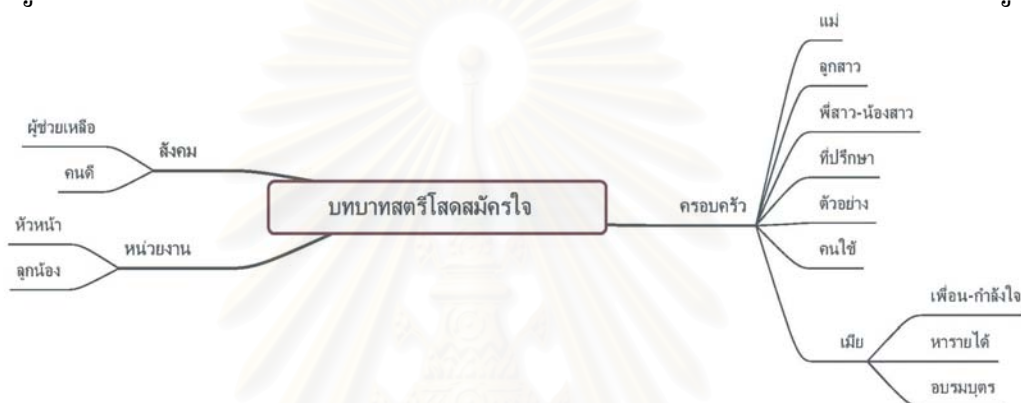 แม่
ลูกสาว
พี่สาว-น้องสาว
ที่ปรึกษา
ตัวอย่าง
คนใช้
ครอบครัว
เมีย
เพื่อน-กำลังใจ
หารายได้
อบรมบุตร
บทบาทสตรีโสดสมัครใจ
สังคม
ผู้ช่วยเหลือ
คนดี
หน่วยงาน
หัวหน้า
ลูกน้อง